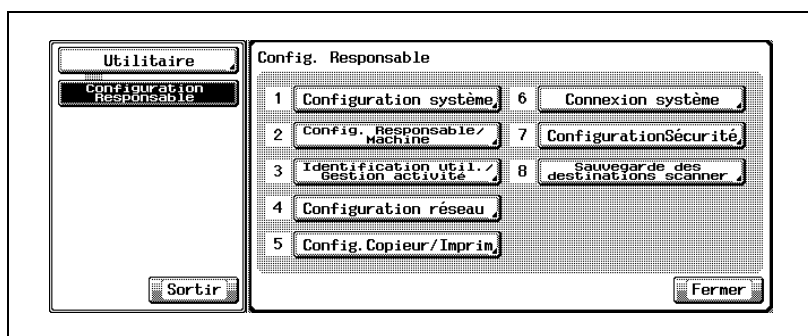 Utilitaire
Configuration
Responsable
Sortir
Config. Responsable
1 Configuration système
2 Config. Responsable/
Machine
3 Identification util./
Gestion activité
4 Configuration réseau
5 Config.Copieur/Imprim
6 Connexion système
7 ConfigurationSécurité
8 Sauvegarde des
destinations scanner
Fermer